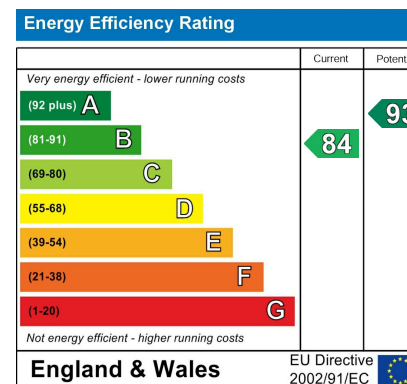 Energy Efficiency Rating
Current
Potent
Very energy efficient - lower running costs
(92 plus) A
93
(81-91) B
84
(69-80) C
(55-68) D
(39-54) E
(21-38) F
(1-20) G
Not energy efficient - higher running costs
England & Wales
EU Directive
2002/91/EC